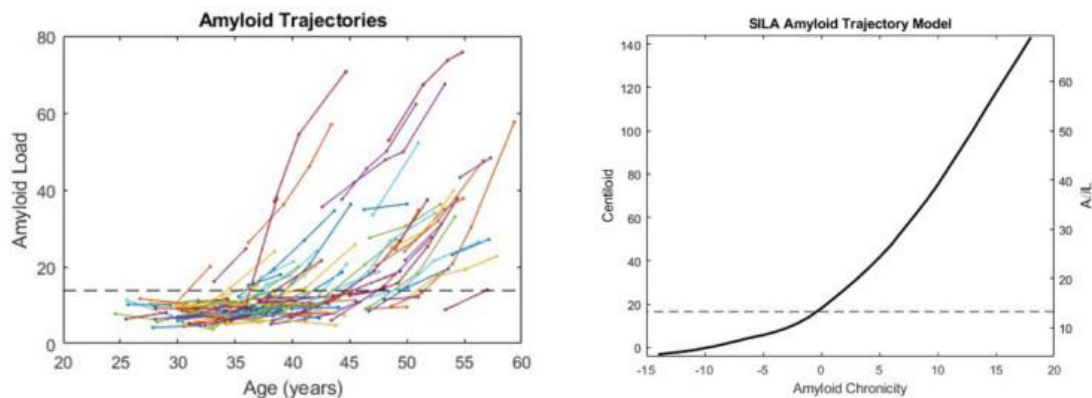 Amyloid Trajectories
80
60
40
20
0
20 25 30 35 40 45 50 55 60
Amyloid Load
Age (years)
SILA Amyloid Trajectory Model
140
120
100
80
60
40
20
0
-15 -10 -5 0 5 10 15 20
Centiloid
Amyloid Chronicity
60
50
40
30
20
10